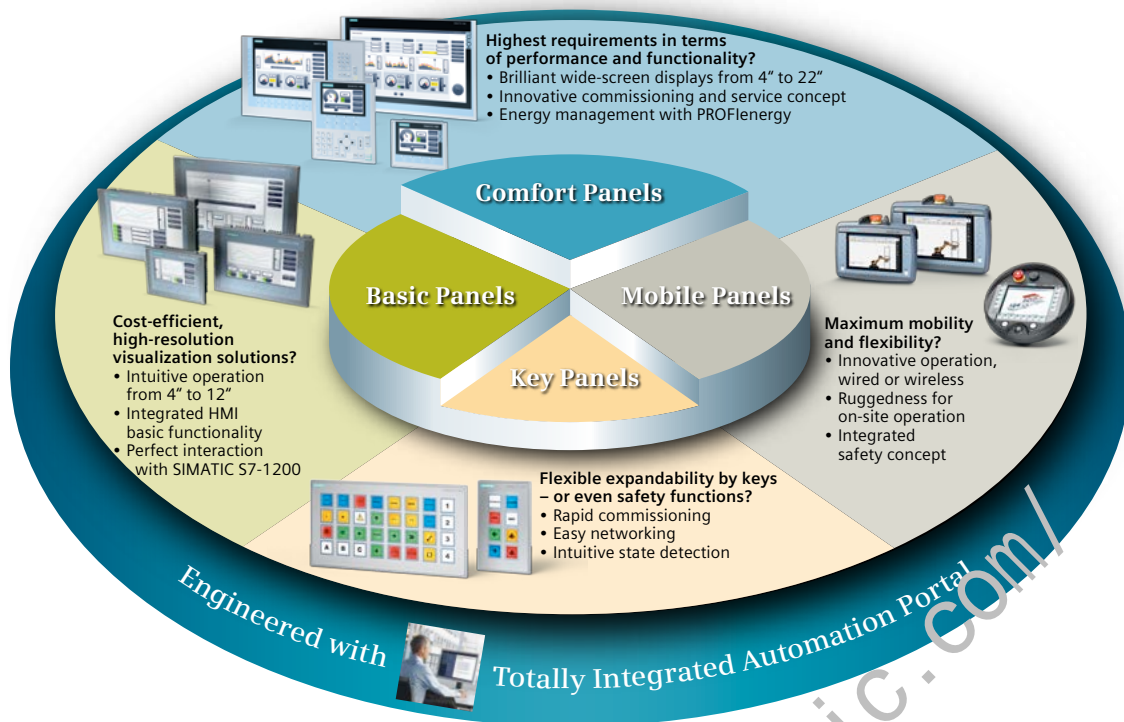 Highest requirements in terms
of performance and functionality?
• Brilliant wide-screen displays from 4” to 22”
• Innovative commissioning and service concept
• Energy management with PROFIenergy
Comfort Panels
Basic Panels
Mobile Panels
Key Panels
Cost-efficient,
high-resolution
visualization solutions?
• Intuitive operation
from 4” to 12”
• Integrated HMI
basic functionality
• Perfect interaction
with SIMATIC S7-1200
Maximum mobility
and flexibility?
• Innovative operation,
wired or wireless
• Ruggedness for
on-site operation
• Integrated
safety concept
Flexible expandability by keys
– or even safety functions?
• Rapid commissioning
• Easy networking
• Intuitive state detection
1
2
3
A B C 4
Engineered with Totally Integrated Automation Portal
ic.com/